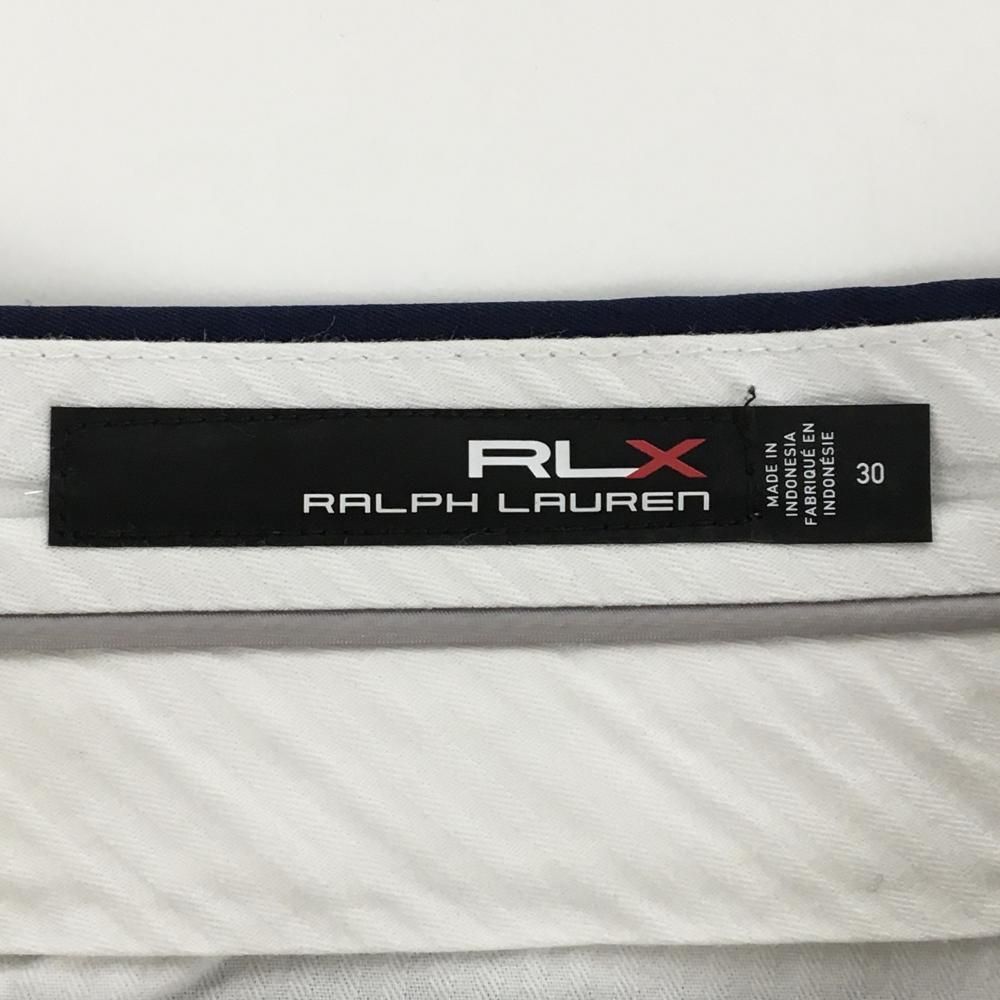 RLX
RALPH LAUREN
MADE IN
INDONESIA
FABRIQUÉ EN
INDONÉSIE
30